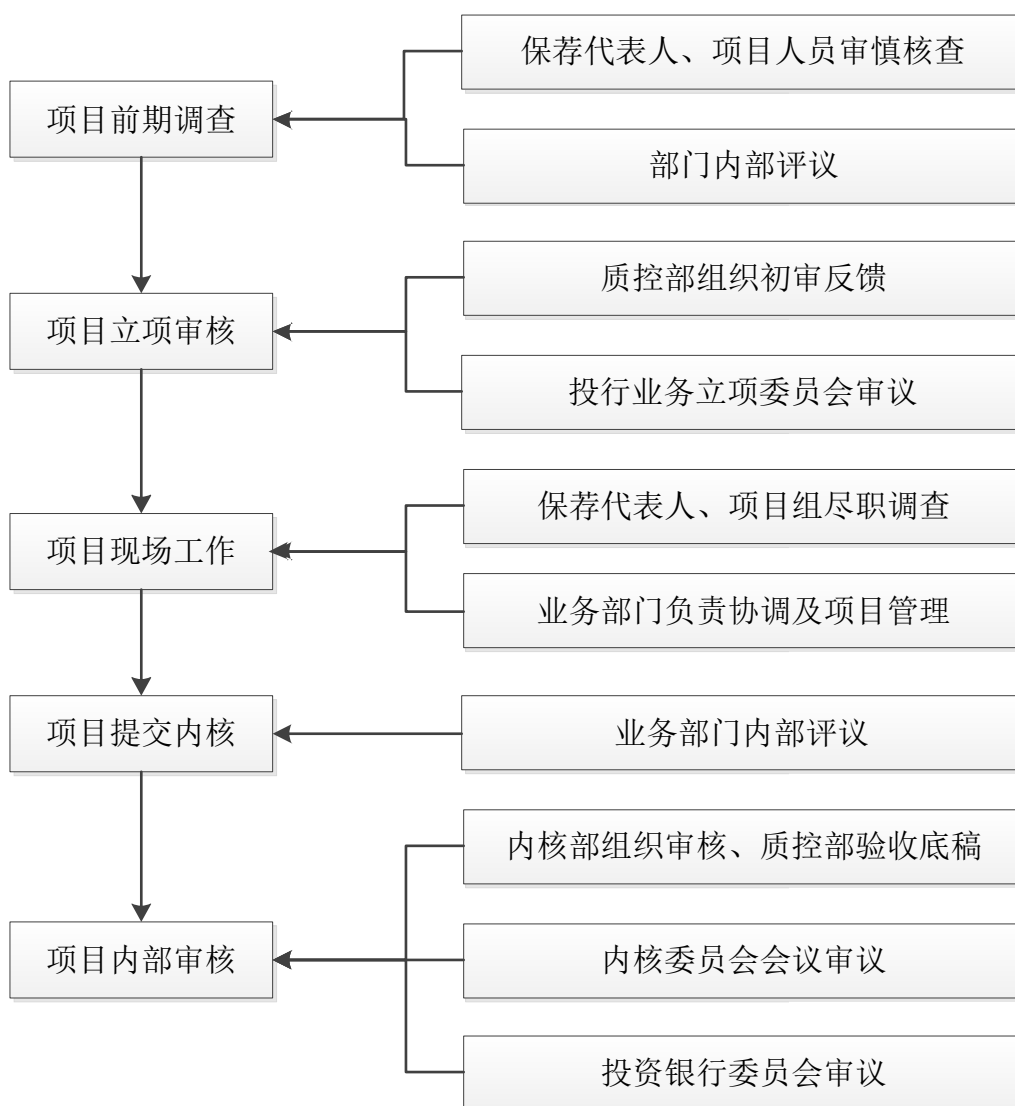 保荐代表人、项目人员审慎核查
项目前期调查
部门内部评议
质控部组织初审反馈
项目立项审核
投行业务立项委员会审议
保荐代表人、项目组尽职调查
项目现场工作
业务部门负责协调及项目管理
项目提交内核
业务部门内部评议
内核部组织审核、质控部验收底稿
项目内部审核
内核委员会会议审议
投资银行委员会审议